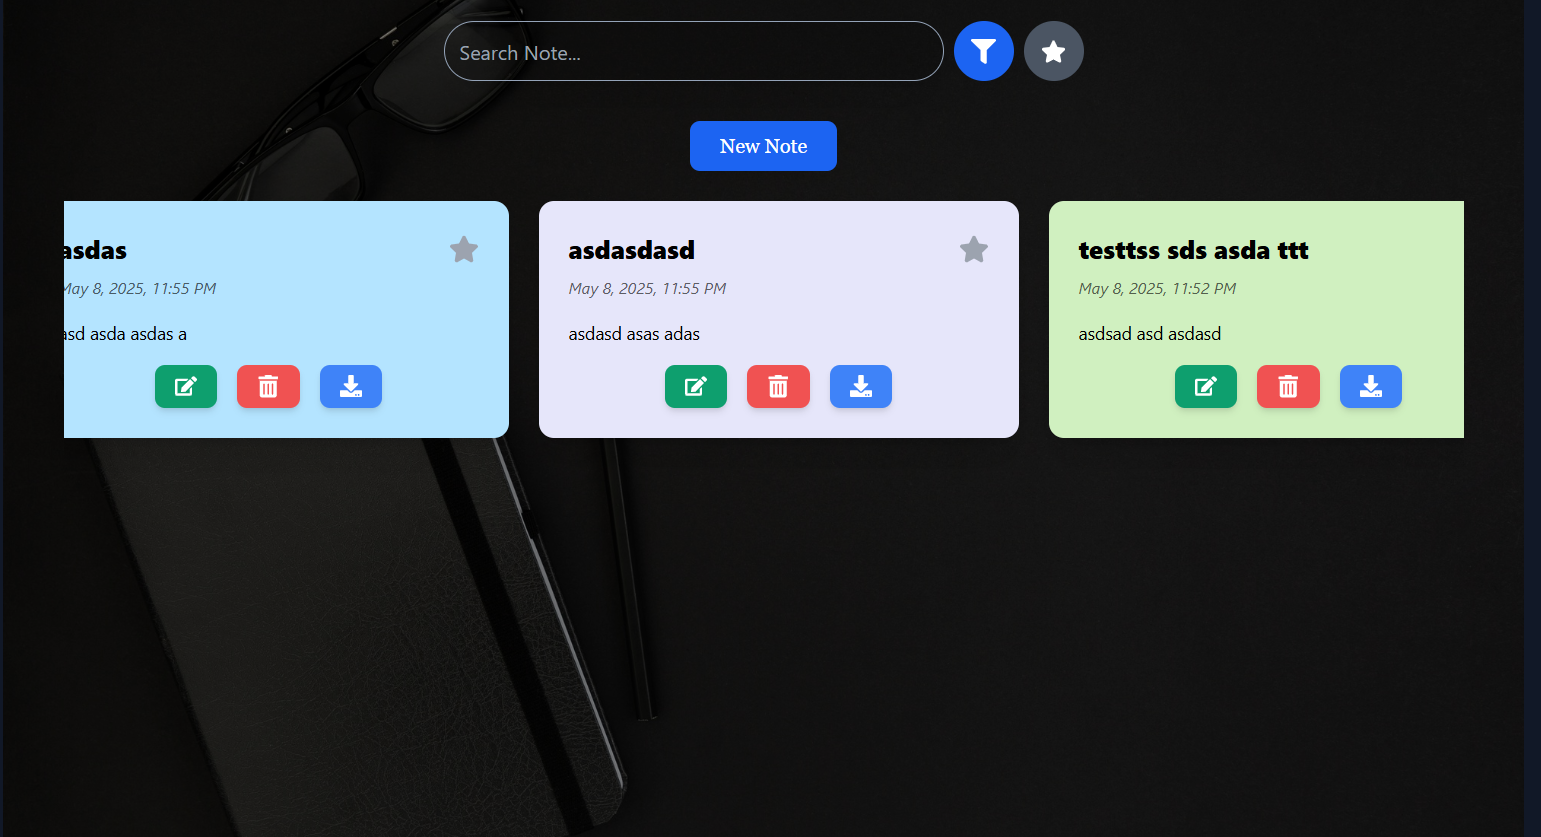 Search Note...
New Note
asdas
May 8, 2025, 11:55 PM
asd asda asdas a
asdasdasd
May 8, 2025, 11:55 PM
asdasd asas adas
testtss sds asda ttt
May 8, 2025, 11:52 PM
asdsad asd asdasd